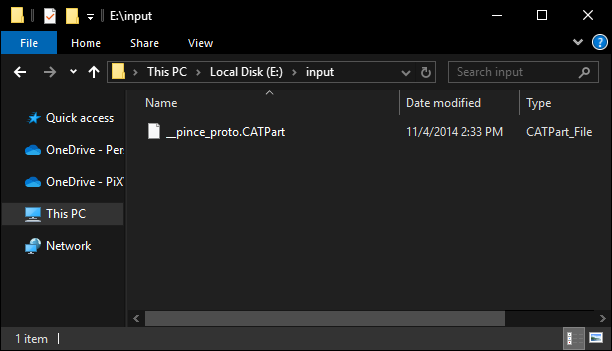 E:\input
File Home Share View
This PC Local Disk (E:) input Search input
Name Date modified Type
Quick access
__pince_proto.CATPart 11/4/2014 2:33 PM CATPart_File
OneDrive - Per
OneDrive - PiX
This PC
Network
1 item